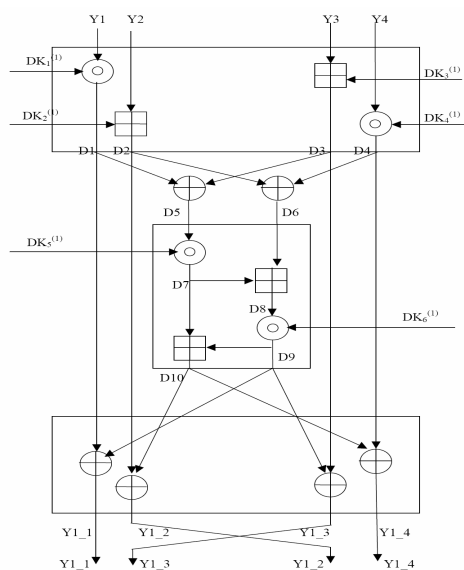 Y1 Y2 Y3 Y4
DK₁⁽¹⁾ DK₃⁽¹⁾
DK₂⁽¹⁾ DK₄⁽¹⁾
D1 D2 D3 D4
D5 D6
DK₅⁽¹⁾
D7
D8
DK₆⁽¹⁾
D9
D10
Y1_1 Y1_2 Y1_3 Y1_4
Y1_1 Y1_3 Y1_2 Y1_4